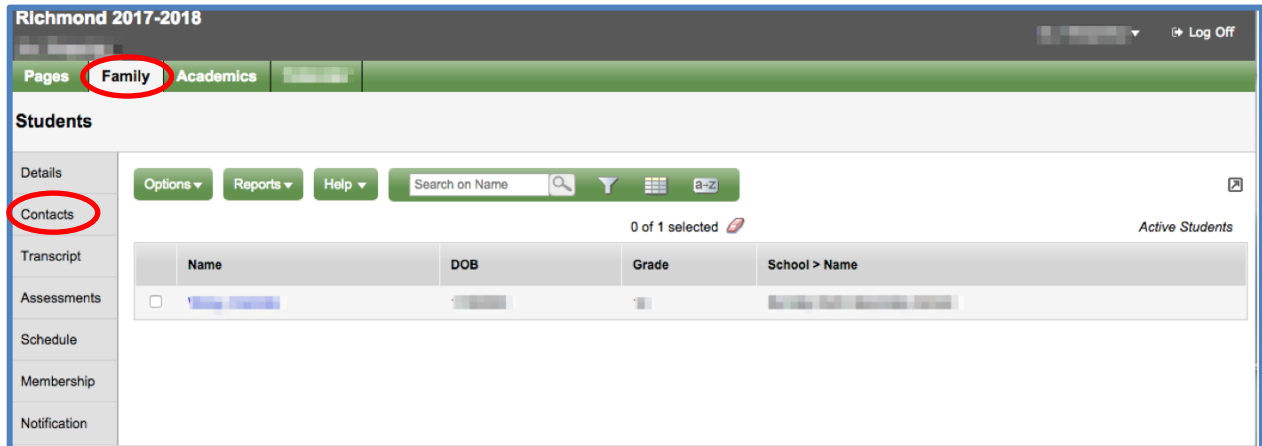 Richmond 2017-2018
Log Off
Pages Family Academics
Students
Details
Contacts
Transcript
Assessments
Schedule
Membership
Notification
Options Reports Help Search on Name a-z
0 of 1 selected Active Students
Name DOB Grade School > Name